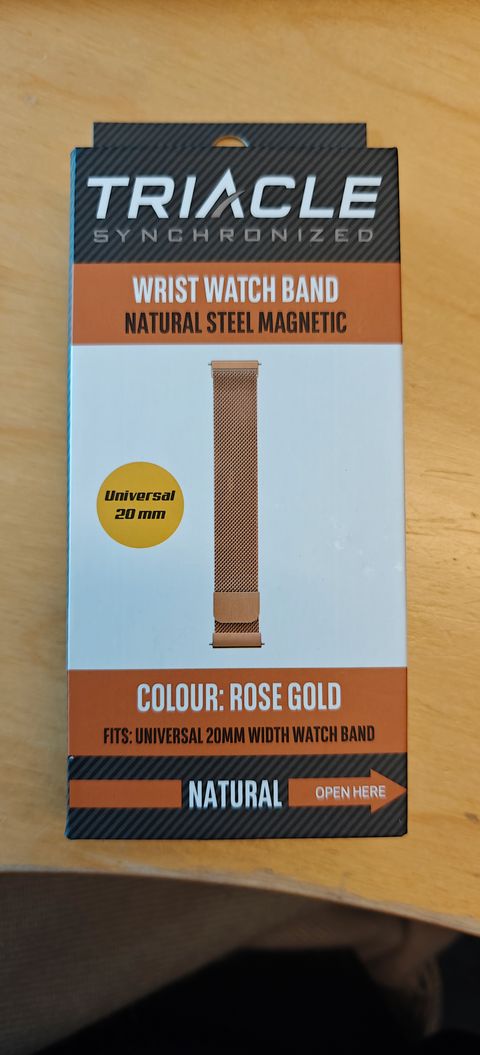 TRIACLE
SYNCHRONIZED
WRIST WATCH BAND
NATURAL STEEL MAGNETIC
Universal
20 mm
COLOUR: ROSE GOLD
FITS: UNIVERSAL 20MM WIDTH WATCH BAND
NATURAL
OPEN HERE